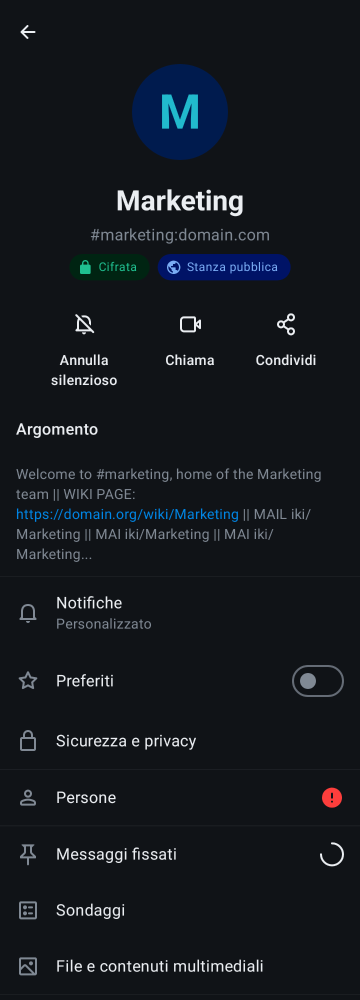 M
Marketing
#marketing:domain.com
Cifrata
Stanza pubblica
Annulla
silenzioso
Chiama
Condividi
Argomento
Welcome to #marketing, home of the Marketing
team || WIKI PAGE:
https://domain.org/wiki/Marketing || MAIL iki/
Marketing || MAI iki/Marketing || MAI iki/
Marketing...
Notifiche
Personalizzato
Preferiti
Sicurezza e privacy
Persone
Messaggi fissati
Sondaggi
File e contenuti multimediali